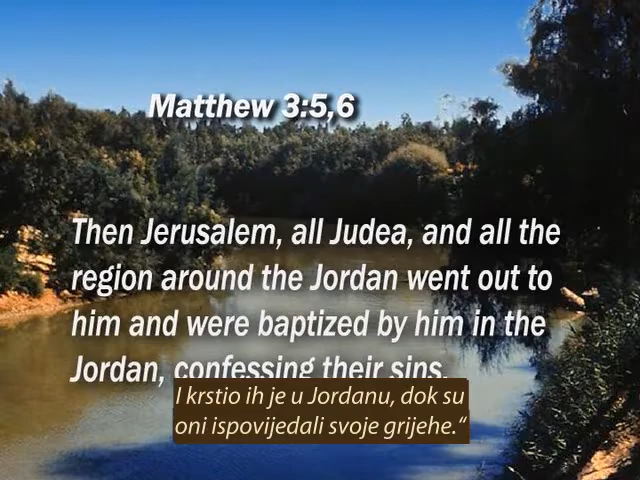 Matthew 3:5,6
Then Jerusalem, all Judea, and all the
region around the Jordan went out to
him and were baptized by him in the
Jordan, confessing their sins.
I krstio ih je u Jordanu, dok su
oni ispovijedali svoje grijehe.“